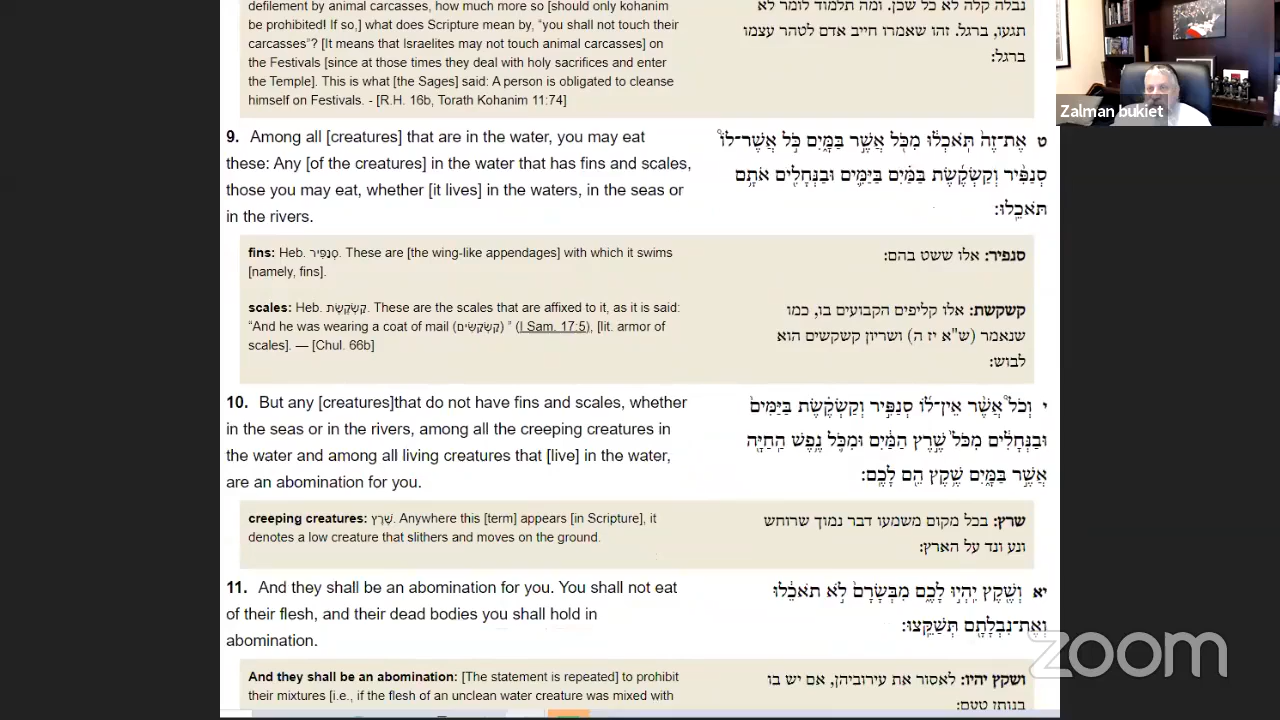 defilement by animal carcasses, how much more so [should only kohanim
be prohibited! If so,] what does Scripture mean by, “you shall not touch their
carcasses”? [It means that Israelites may not touch animal carcasses] on
the Festivals [since at those times they deal with holy sacrifices and enter
the Temple]. This is what [the Sages] said: A person is obligated to cleanse
himself on Festivals. - [R.H. 16b, Torath Kohanim 11:74]
נבלה קלה לא כל שכן. ומה תלמוד לומר לא
תגעו, ברגל. זהו שאמרו חייב אדם לטהר עצמו
ברגל:
Zalman bukiet
9. Among all [creatures] that are in the water, you may eat
these: Any [of the creatures] in the water that has fins and scales,
those you may eat, whether [it lives] in the waters, in the seas or
in the rivers.
ט אֶת־זֶה֙ תֹּֽאכְל֔וּ מִכֹּ֖ל אֲשֶׁ֣ר בַּמָּ֑יִם כֹּ֣ל אֲשֶׁר־לוֹ֩
סְנַפִּ֨יר וְקַשְׂקֶ֜שֶׂת בַּמַּ֗יִם בַּיַּמִּ֛ים וּבַנְּחָלִ֖ים אֹתָ֥ם
תֹּאכֵֽלוּ:
fins: Heb. סְנַפִּיר. These are [the wing-like appendages] with which it swims
[namely, fins].
סנפיר: אלו ששט בהם:
scales: Heb. קַשְׂקֶשֶׂת. These are the scales that are affixed to it, as it is said:
“And he was wearing a coat of mail (קַשְׂקַשִּׂים) ” (I Sam. 17:5), [lit. armor of
scales]. — [Chul. 66b]
קשקשת: אלו קליפים הקבועים בו, כמו
שנאמר (ש"א יז ה) ושריון קשקשים הוא
לבוש:
10. But any [creatures]that do not have fins and scales, whether
in the seas or in the rivers, among all the creeping creatures in
the water and among all living creatures that [live] in the water,
are an abomination for you.
י וְכֹל֩ אֲשֶׁ֨ר אֵֽין־ל֜וֹ סְנַפִּ֣יר וְקַשְׂקֶ֗שֶׂת בַּיַּמִּים֙
וּבַנְּחָלִ֔ים מִכֹּל֙ שֶׁ֣רֶץ הַמַּ֔יִם וּמִכֹּ֛ל נֶ֥פֶשׁ הַֽחַיָּ֖ה
אֲשֶׁ֣ר בַּמָּ֑יִם שֶׁ֥קֶץ הֵ֖ם לָכֶֽם:
creeping creatures: שֶׁרֶץ. Anywhere this [term] appears [in Scripture], it
denotes a low creature that slithers and moves on the ground.
שרץ: בכל מקום משמעו דבר נמוך שרוחש
ונע ונד על הארץ:
11. And they shall be an abomination for you. You shall not eat
of their flesh, and their dead bodies you shall hold in
abomination.
יא וְשֶׁ֖קֶץ יִֽהְי֣וּ לָכֶ֑ם מִבְּשָׂרָם֙ לֹ֣א תֹאכֵ֔לוּ
וְאֶת־נִבְלָתָ֖ם תְּשַׁקֵּֽצוּ:
zoom
And they shall be an abomination: [The statement is repeated] to prohibit
their mixtures [i.e., if the flesh of an unclean water creature was mixed with
ושקץ יהיו: לאסור את עירוביהן, אם יש בו
בנותן טעם: